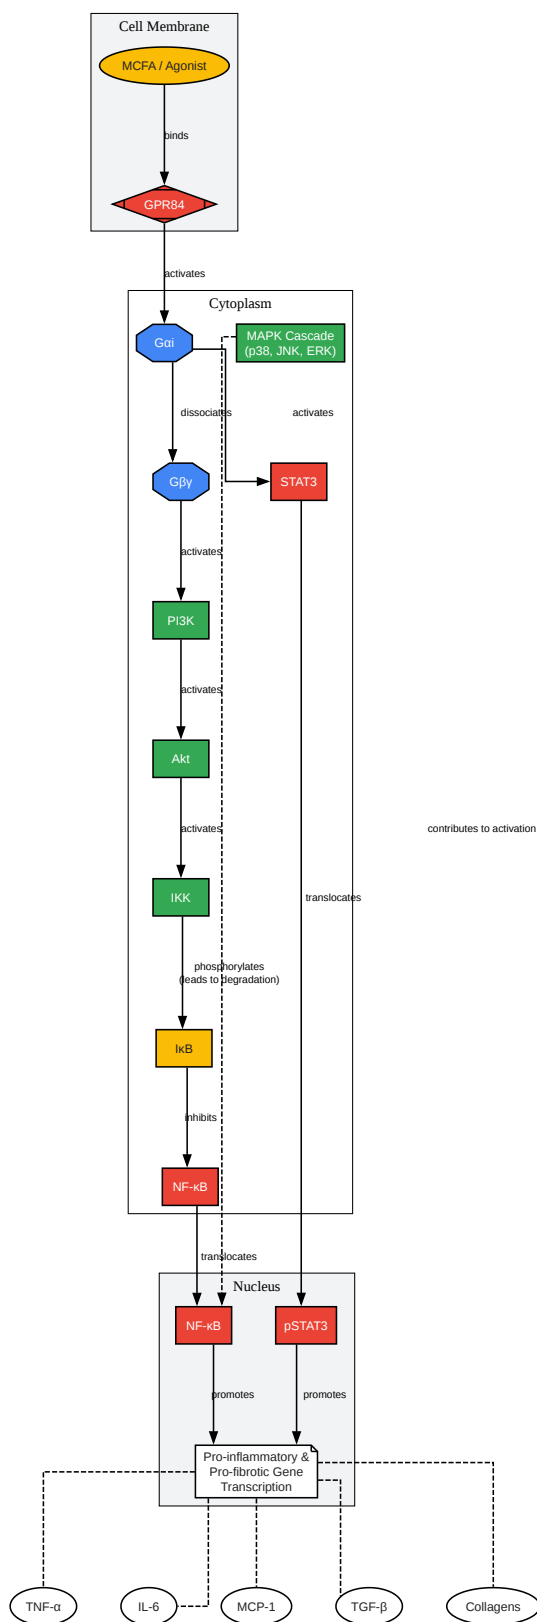 Cell Membrane
MCFA / Agonist
binds
GPR84
activates
Cytoplasm
Gαi
MAPK Cascade
(p38, JNK, ERK)
dissociates
activates
Gβγ
STAT3
activates
PI3K
activates
Akt
activates
contributes to activation
IKK
translocates
phosphorylates
(leads to degradation)
IκB
inhibits
NF-κB
translocates
Nucleus
NF-κB
pSTAT3
promotes
promotes
Pro-inflammatory &
Pro-fibrotic Gene
Transcription
TNF-α
IL-6
MCP-1
TGF-β
Collagens